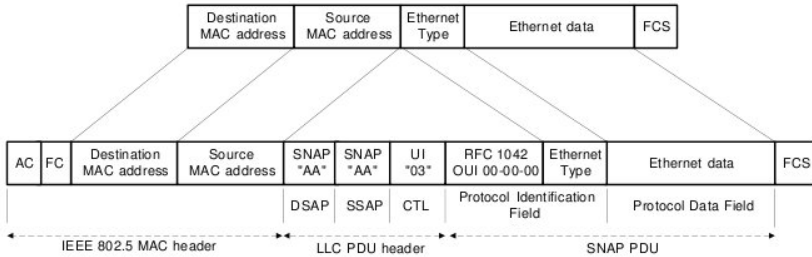 Destination
MAC address
Source
MAC address
Ethernet
Type
Ethernet data
FCS
AC
FC
Destination
MAC address
Source
MAC address
SNAP
"AA"
SNAP
"AA"
UI
"03"
RFC 1042
OUI 00-00-00
Ethernet
Type
Ethernet data
FCS
DSAP
SSAP
CTL
Protocol Identification
Field
Protocol Data Field
IEEE 802.5 MAC header
LLC PDU header
SNAP PDU